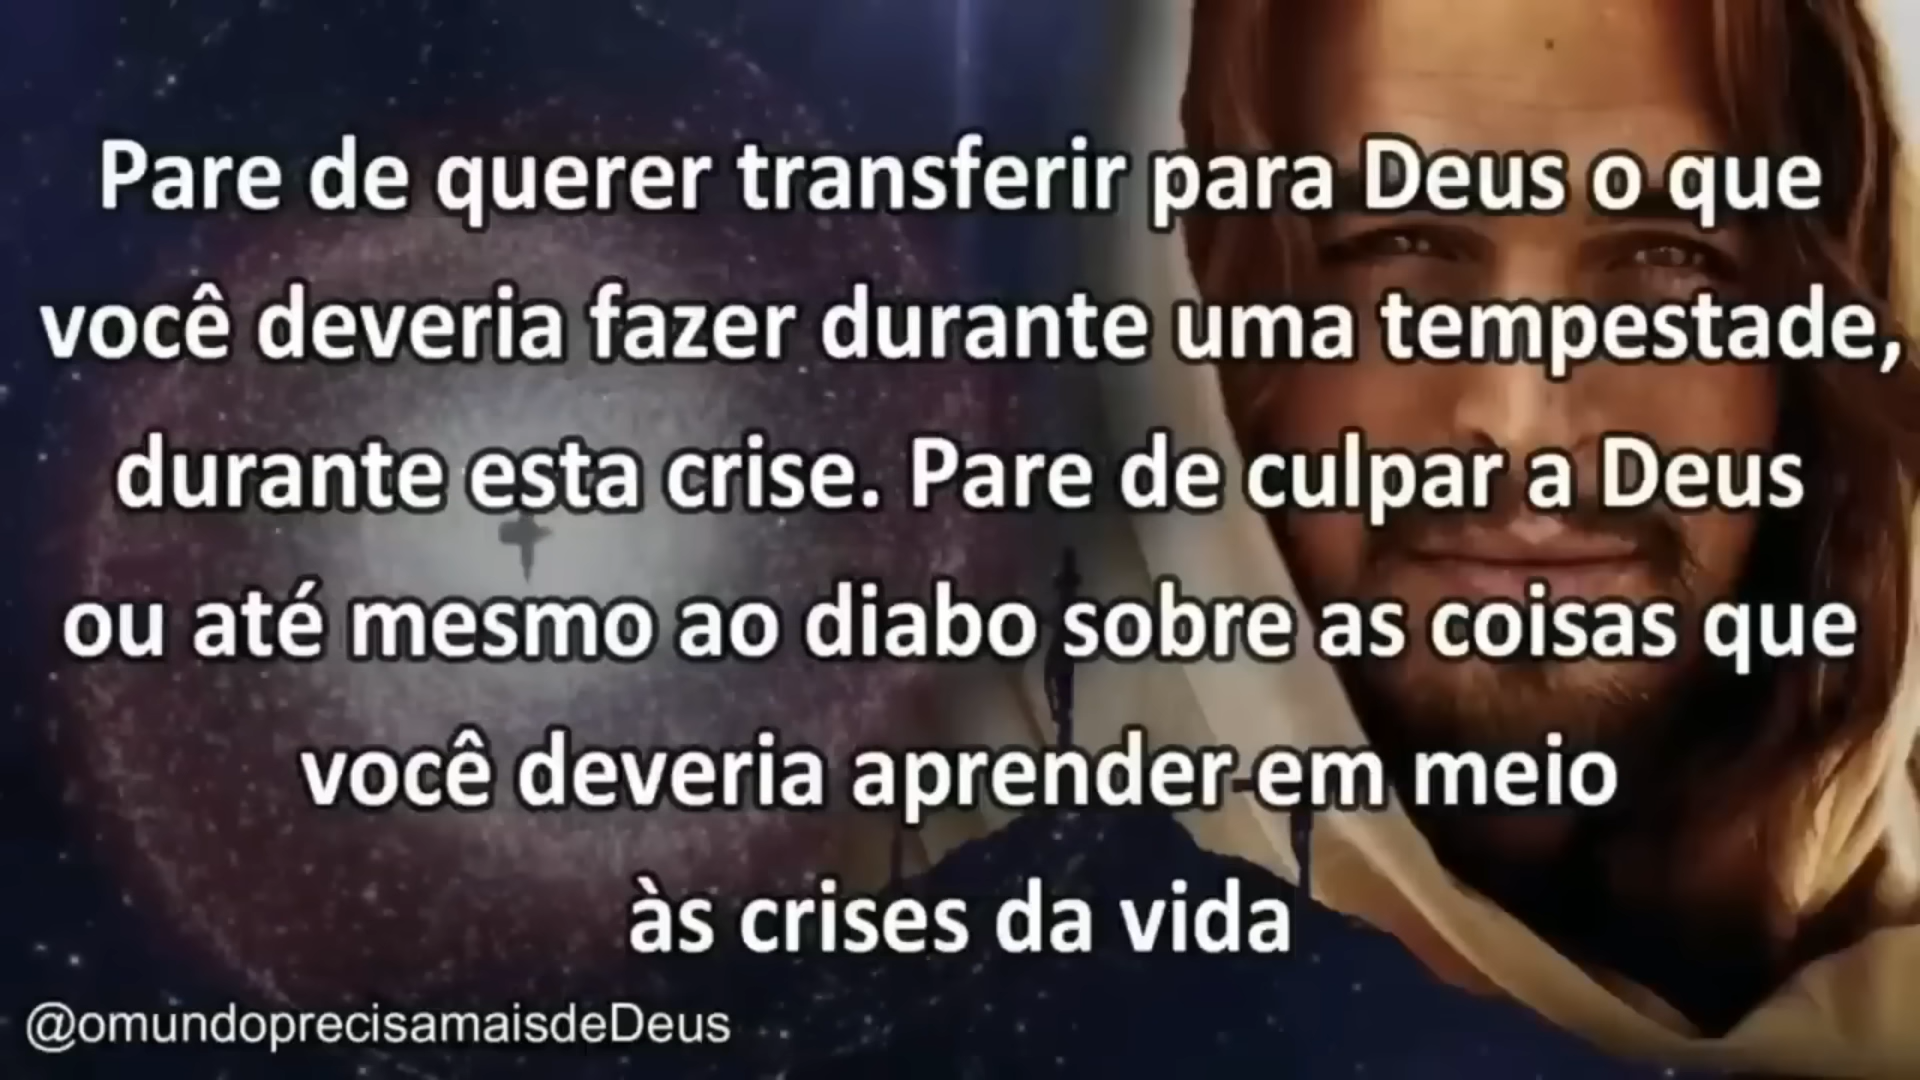 Pare de querer transferir para Deus o que
você deveria fazer durante uma tempestade,
durante esta crise. Pare de culpar a Deus
ou até mesmo ao diabo sobre as coisas que
você deveria aprender em meio
às crises da vida
@omundoprecisamaisdeDeus